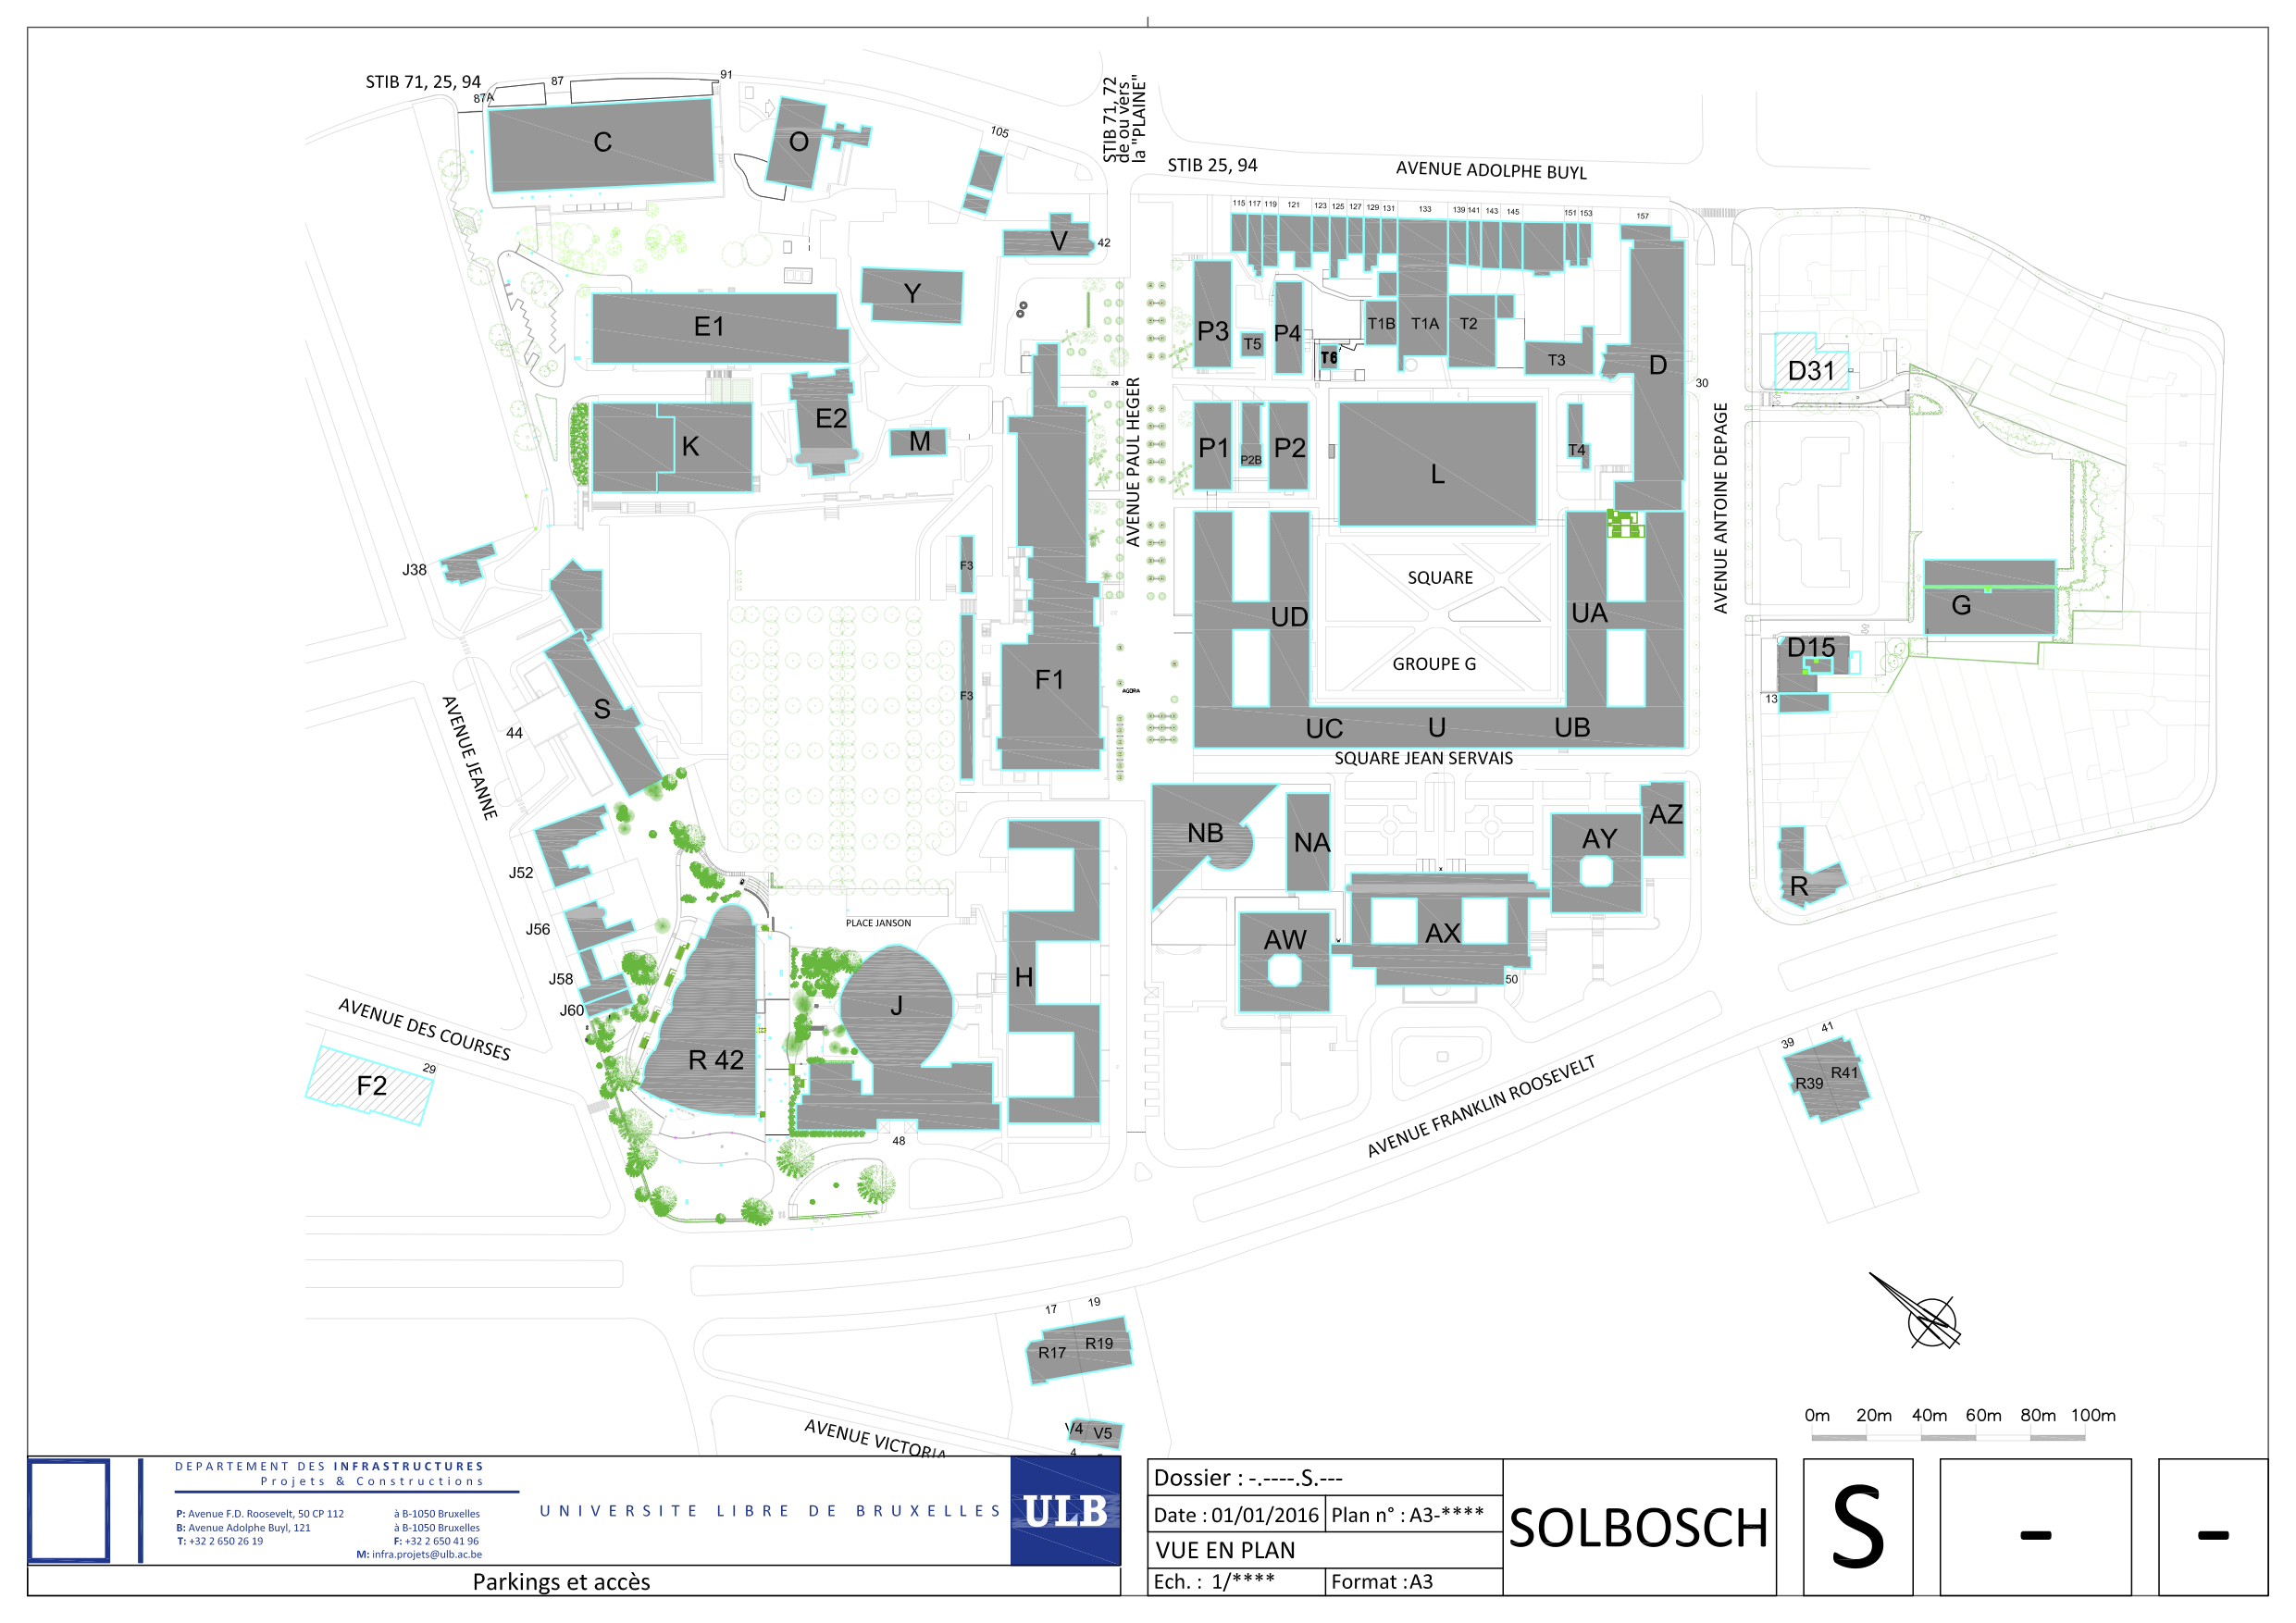 STIB 71, 25, 94
87A
87
91
C
O
105
STIB 71, 72
de ou vers
la "PLAINE"
STIB 25, 94
AVENUE ADOLPHE BUYL
V
42
115 117 119 121 123 125 127 129 131 133 139 141 143 145 151 153 157
Y
E1
P3
T5
P4
T6
T1B
T1A
T2
T3
D
30
D31
E2
K
M
28
AVENUE PAUL HEGER
P1
P2B
P2
L
T4
AVENUE ANTOINE DEPAGE
J38
F3
SQUARE
UD
UA
G
GROUPE G
D15
13
S
44
AVENUE JEANNE
F3
F1
AGORA
UC
U
UB
SQUARE JEAN SERVAIS
NB
NA
AY
AZ
J52
R
J56
PLACE JANSON
AW
AX
50
J58
J60
H
J
R 42
AVENUE DES COURSES
F2
29
48
39
41
R39
R41
AVENUE FRANKLIN ROOSEVELT
17
19
R17
R19
V4
V5
4
AVENUE VICTORIA
0m 20m 40m 60m 80m 100m
DEPARTEMENT DES INFRASTRUCTURES
Projets & Constructions
P: Avenue F.D. Roosevelt, 50 CP 112 à B-1050 Bruxelles
B: Avenue Adolphe Buyl, 121 à B-1050 Bruxelles
T: +32 2 650 26 19 F: +32 2 650 41 96
M: infra.projets@ulb.ac.be
UNIVERSITE LIBRE DE BRUXELLES
ULB
Parkings et accès
Dossier : -.----.S.---
Date : 01/01/2016 Plan n° : A3-****
VUE EN PLAN
Ech. : 1/**** Format :A3
SOLBOSCH
S
-
-